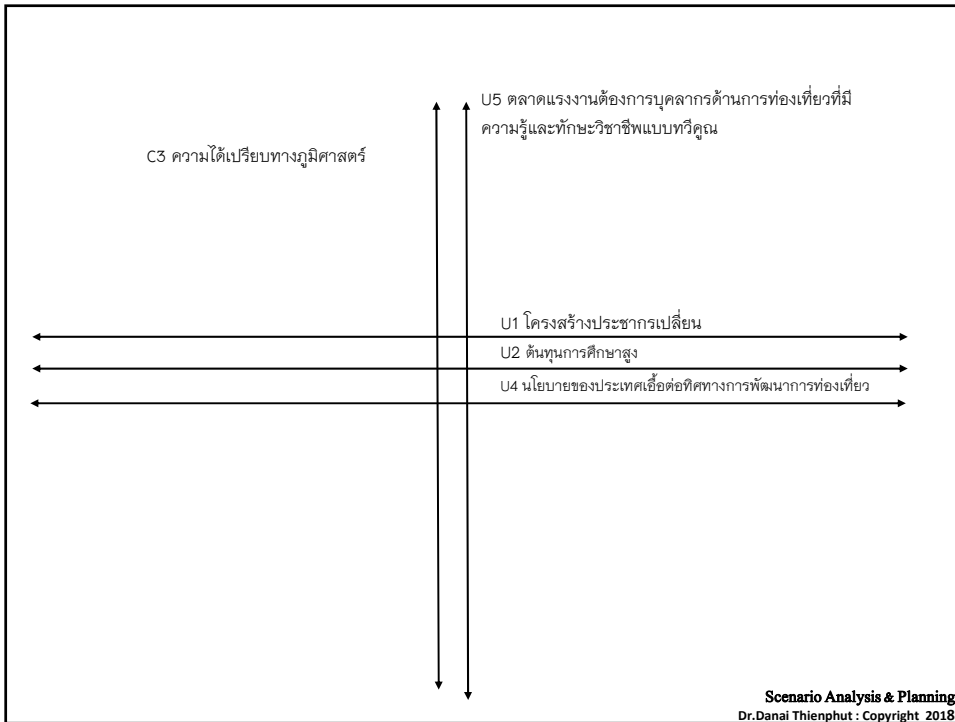 U5 ตลาดแรงงานต้องการบุคลากรด้านการท่องเที่ยวที่มี
ความรู้และทักษะวิชาชีพแบบทวีคูณ
C3 ความได้เปรียบทางภูมิศาสตร์
U1 โครงสร้างประชากรเปลี่ยน
U2 ต้นทุนการศึกษาสูง
U4 นโยบายของประเทศเอื้อต่อทิศทางการพัฒนาการท่องเที่ยว
Scenario Analysis & Planning
Dr.Danai Thienphut : Copyright 2018